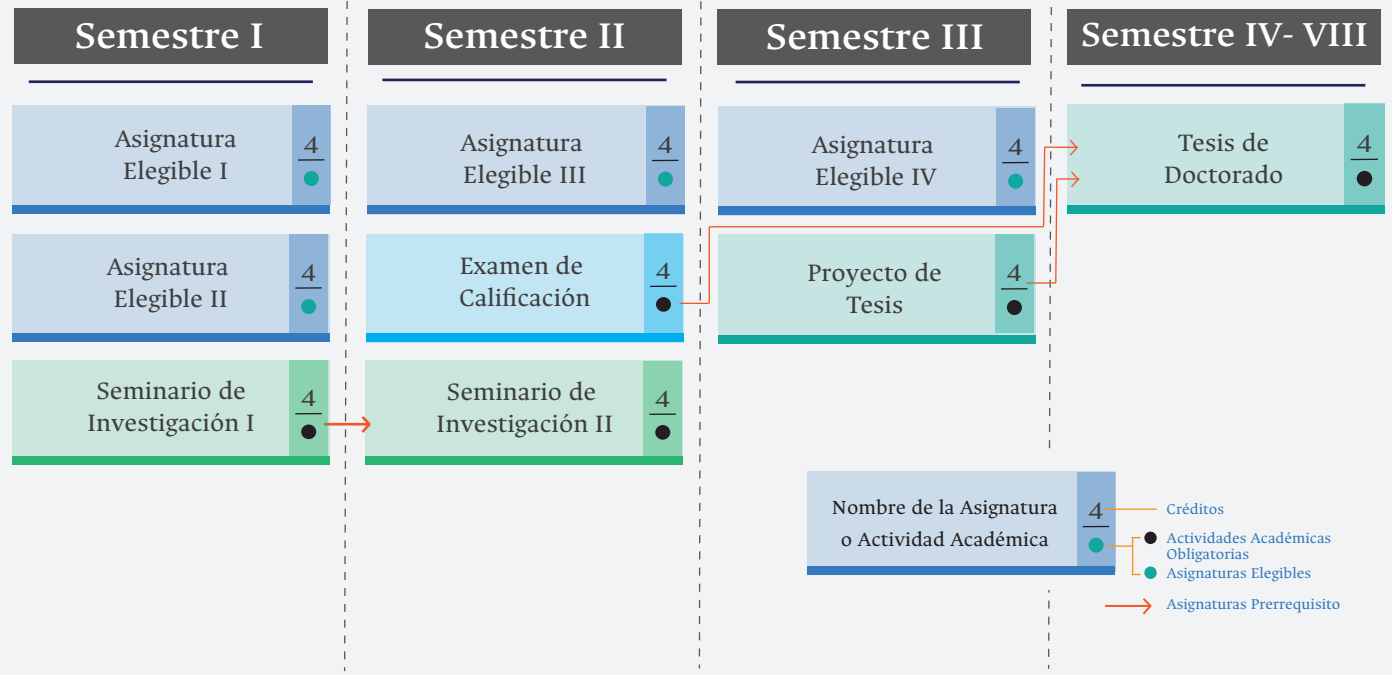 Semestre I
Asignatura
Elegible I
4
Asignatura
Elegible II
4
Seminario de
Investigación I
4
Semestre II
Asignatura
Elegible III
4
Examen de
Calificación
4
Seminario de
Investigación II
4
Semestre III
Asignatura
Elegible IV
4
Proyecto de
Tesis
4
Semestre IV- VIII
Tesis de
Doctorado
4
Nombre de la Asignatura
o Actividad Académica
4
Créditos
Actividades Académicas
Obligatorias
Asignaturas Elegibles
Asignaturas Prerrequisito